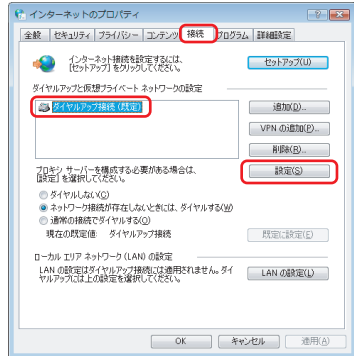 インターネットのプロパティ
全般 セキュリティ プライバシー コンテンツ 接続 プログラム 詳細設定
インターネット接続を設定するには、
[セットアップ] をクリックしてください。
セットアップ(U)
ダイヤルアップと仮想プライベート ネットワークの設定
ダイヤルアップ接続 (既定)
追加(D)...
VPN の追加(P)...
削除(R)...
プロキシ サーバーを構成する必要がある場合は、
[設定] を選択してください。
設定(S)
ダイヤルしない(C)
ネットワーク接続が存在しないときには、ダイヤルする(W)
通常の接続でダイヤルする(O)
現在の既定値: ダイヤルアップ接続
既定に設定(E)
ローカル エリア ネットワーク (LAN) の設定
LAN の設定はダイヤルアップ接続には適用されません。ダイ
ヤルアップには上の設定を選択してください。
LAN の設定(L)
OK キャンセル 適用(A)